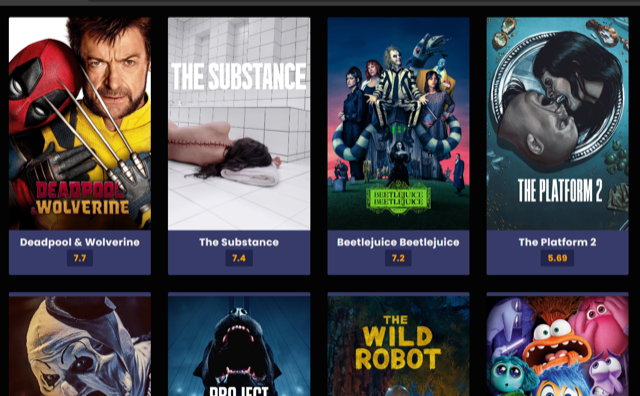 THE SUBSTANCE
DEADPOOL
& WOLVERINE
BEETLEJUICE
BEETLEJUICE
THE PLATFORM 2
Deadpool & Wolverine
7.7
The Substance
7.4
Beetlejuice Beetlejuice
7.2
The Platform 2
5.69
PROJECT
THE
WILD
ROBOT